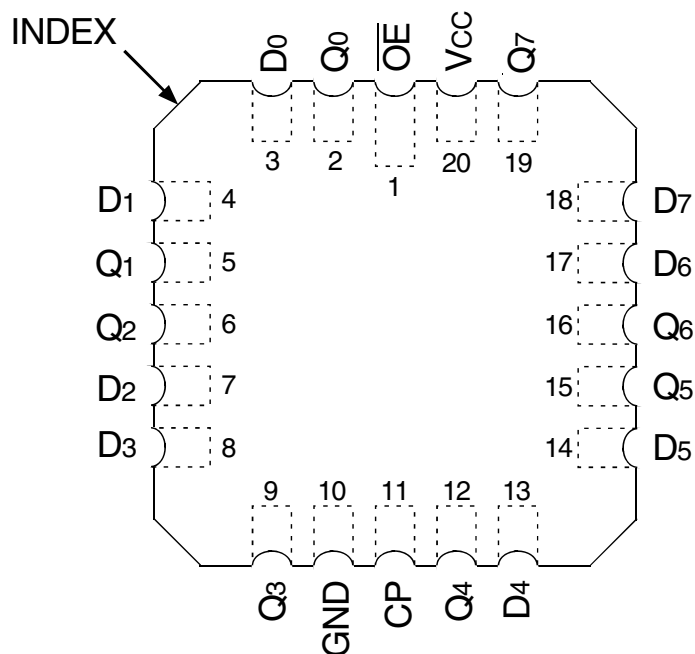 INDEX
D0 Q0 O̅E̅ VCC Q7
3 2 1 20 19
D1 4 18 D7
Q1 5 17 D6
Q2 6 16 Q6
D2 7 15 Q5
D3 8 14 D5
9 10 11 12 13
Q3 GND CP Q4 D4